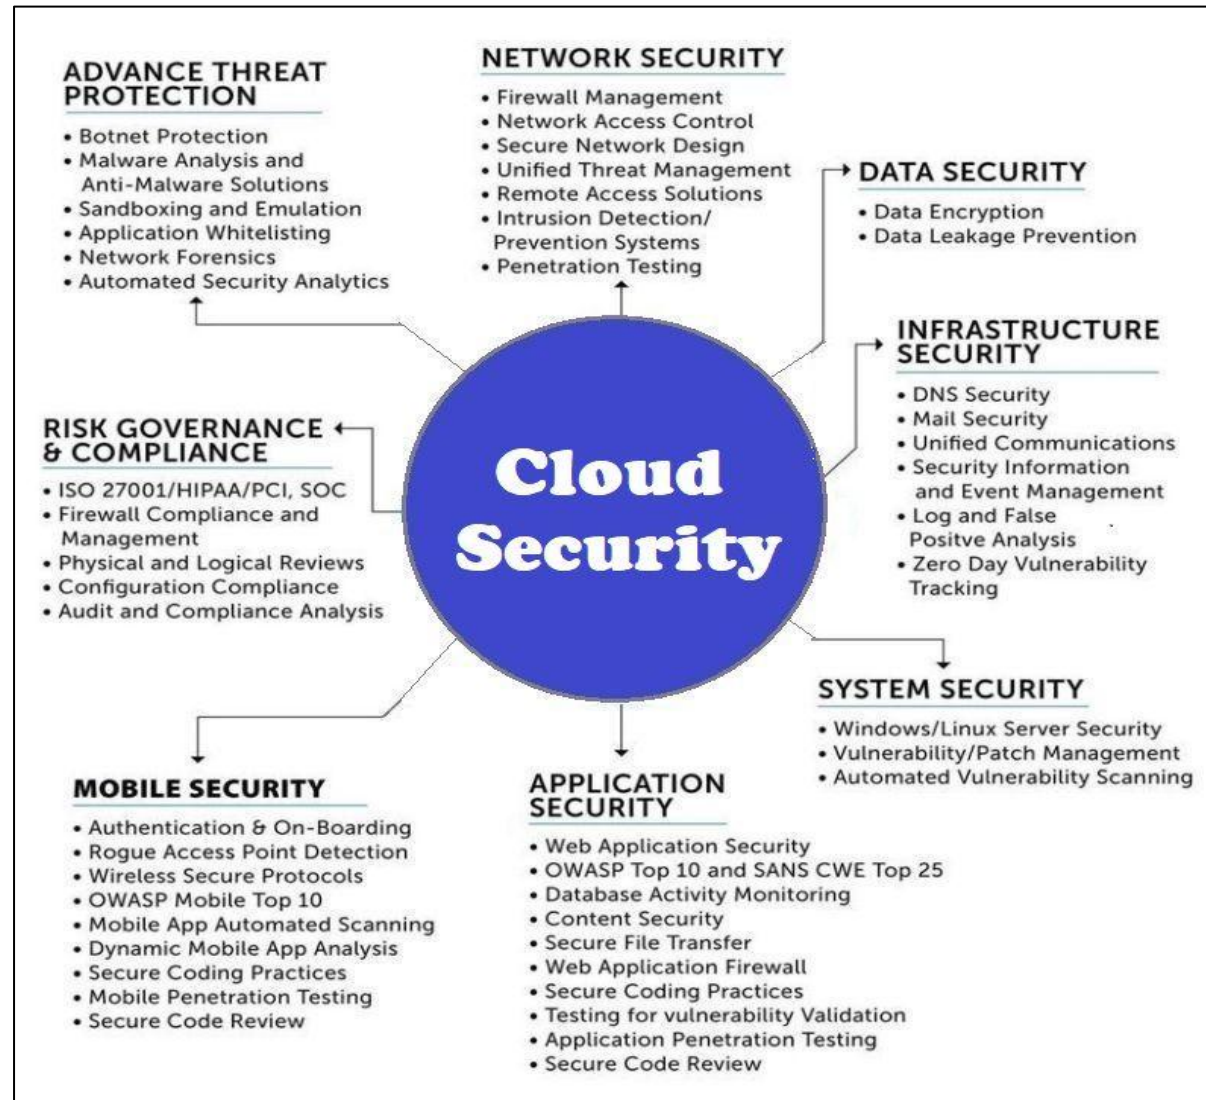 ADVANCE THREAT
PROTECTION
• Botnet Protection
• Malware Analysis and
Anti-Malware Solutions
• Sandboxing and Emulation
• Application Whitelisting
• Network Forensics
• Automated Security Analytics
NETWORK SECURITY
• Firewall Management
• Network Access Control
• Secure Network Design
• Unified Threat Management
• Remote Access Solutions
• Intrusion Detection/
Prevention Systems
• Penetration Testing
DATA SECURITY
• Data Encryption
• Data Leakage Prevention
INFRASTRUCTURE
SECURITY
• DNS Security
• Mail Security
• Unified Communications
• Security Information
and Event Management
• Log and False
Positve Analysis
• Zero Day Vulnerability
Tracking
RISK GOVERNANCE
& COMPLIANCE
• ISO 27001/HIPAA/PCI, SOC
• Firewall Compliance and
Management
• Physical and Logical Reviews
• Configuration Compliance
• Audit and Compliance Analysis
Cloud
Security
SYSTEM SECURITY
• Windows/Linux Server Security
• Vulnerability/Patch Management
• Automated Vulnerability Scanning
MOBILE SECURITY
• Authentication & On-Boarding
• Rogue Access Point Detection
• Wireless Secure Protocols
• OWASP Mobile Top 10
• Mobile App Automated Scanning
• Dynamic Mobile App Analysis
• Secure Coding Practices
• Mobile Penetration Testing
• Secure Code Review
APPLICATION
SECURITY
• Web Application Security
• OWASP Top 10 and SANS CWE Top 25
• Database Activity Monitoring
• Content Security
• Secure File Transfer
• Web Application Firewall
• Secure Coding Practices
• Testing for vulnerability Validation
• Application Penetration Testing
• Secure Code Review